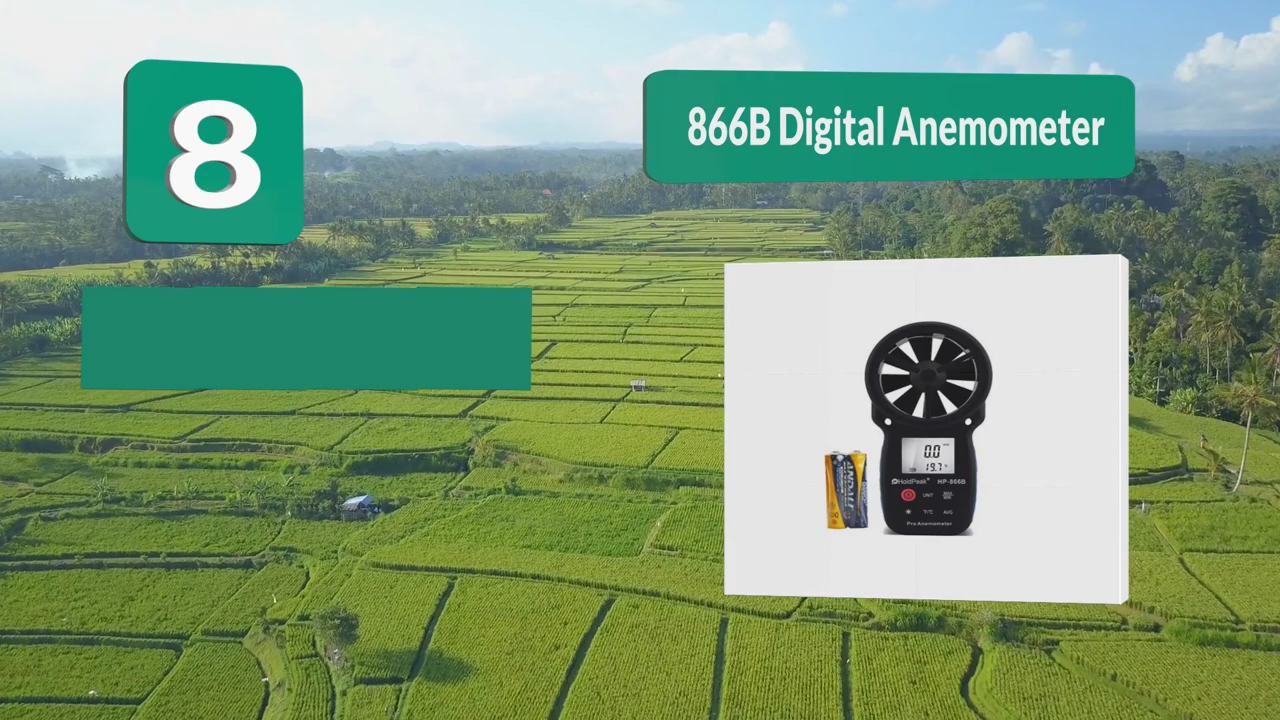 8
866B Digital Anemometer
0.0
19.7
HoldPeak
HP-866B
UNIT
°F/°C
AVG
Pro Anemometer